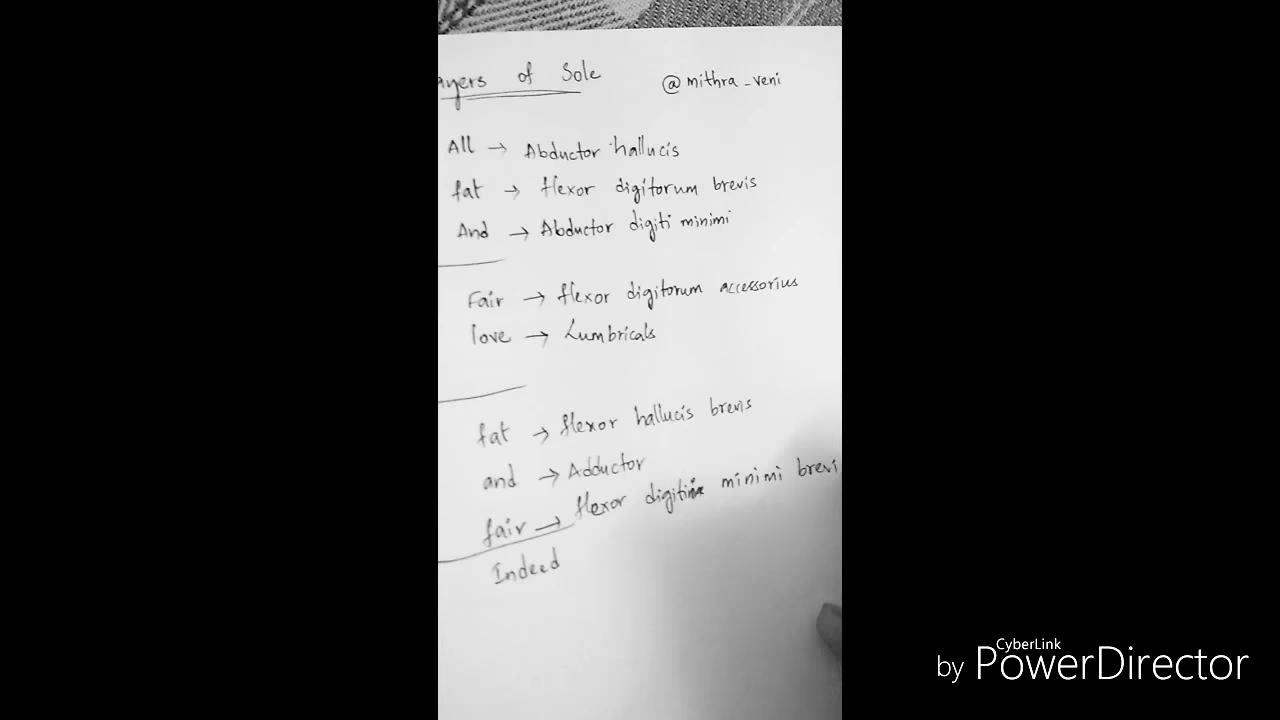 ayers of Sole
@mithra_veni
All → Abductor hallucis
fat → flexor digitorum brevis
And → Abductor digiti minimi
Fair → flexor digitorum accessorius
love → Lumbricals
fat → flexor hallucis brevis
and → Adductor
fair → flexor digiti minimi brevi
Indeed
CyberLink
by PowerDirector